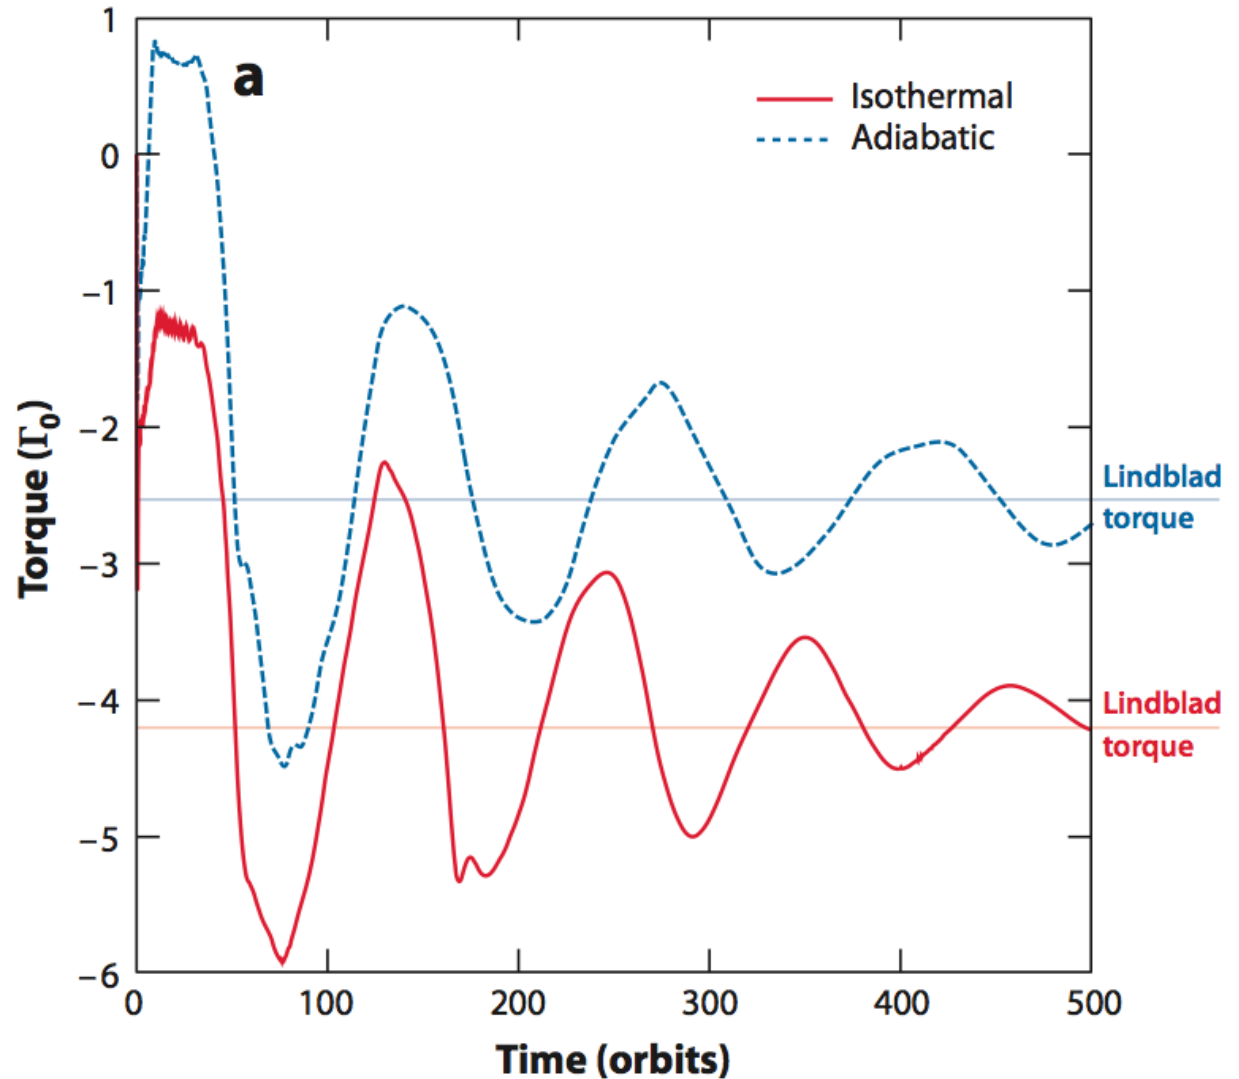 a
Isothermal
Adiabatic
1
0
−1
−2
−3
−4
−5
−6
Torque (Γ₀)
Lindblad
torque
Lindblad
torque
0 100 200 300 400 500
Time (orbits)